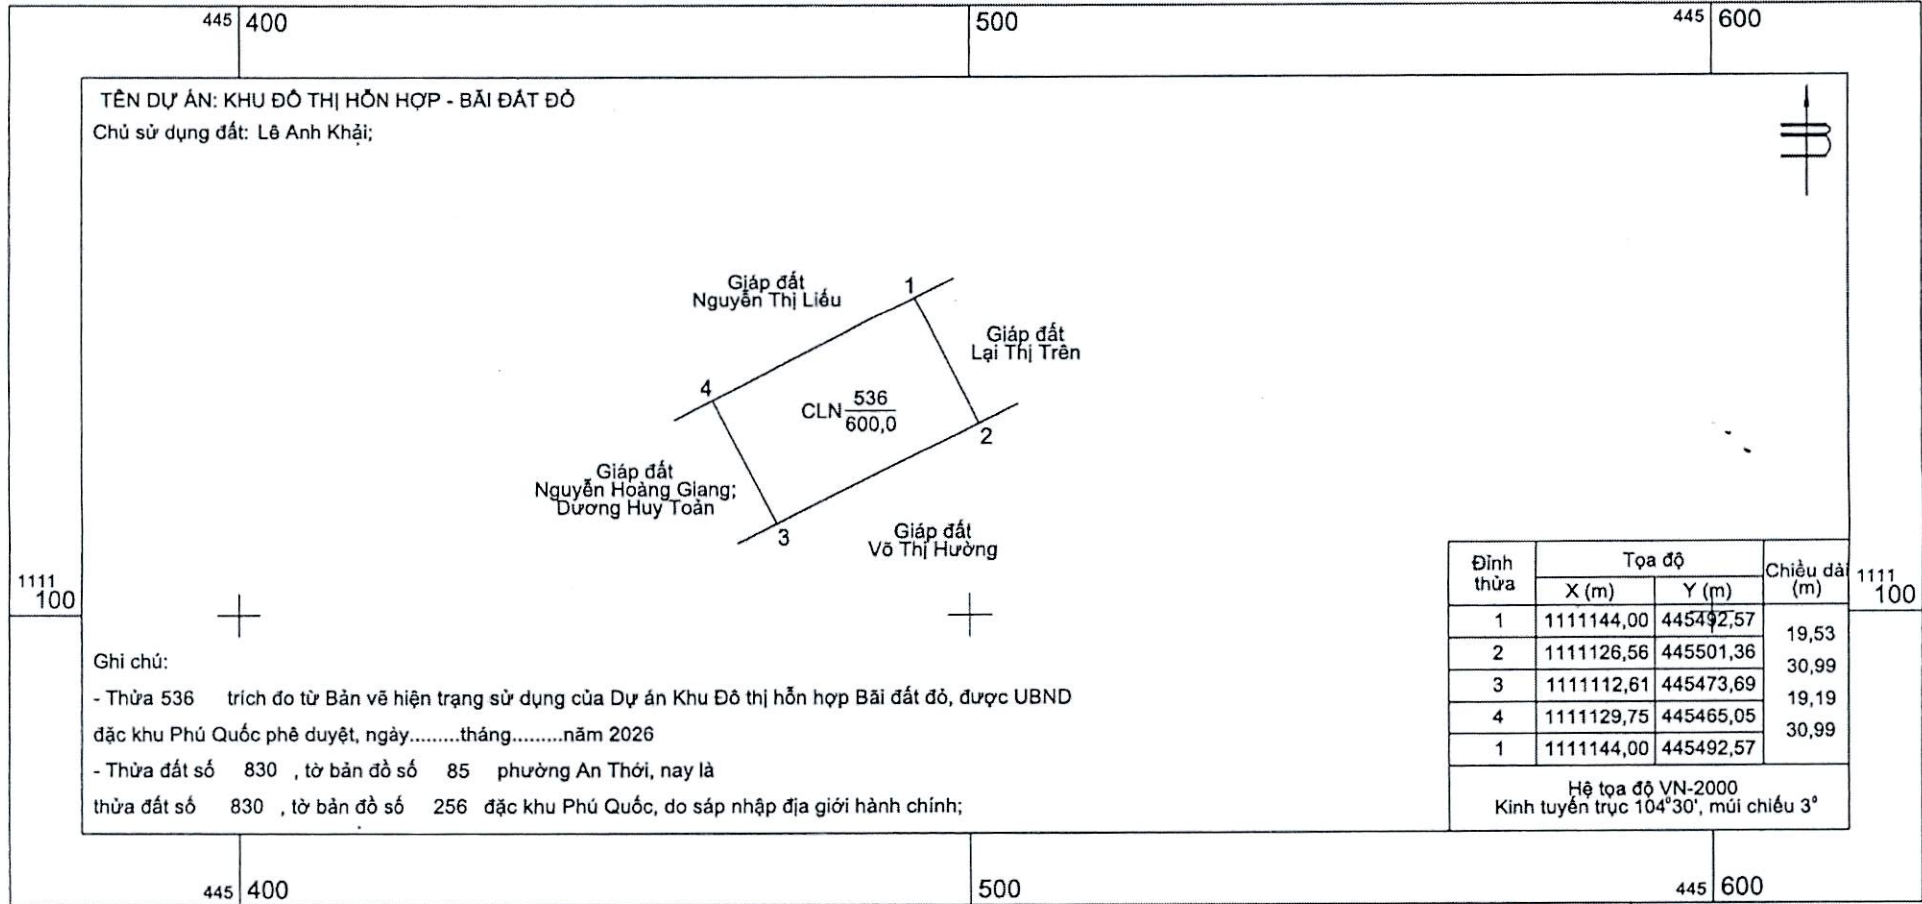 445 400 500 445 600
TÊN DỰ ÁN: KHU ĐÔ THỊ HỖN HỢP - BÃI ĐẤT ĐỎ
Chủ sử dụng đất: Lê Anh Khải;
Giáp đất
Nguyễn Thị Liếu
1
Giáp đất
Lại Thị Trên
4
CLN 536
600,0
2
Giáp đất
Nguyễn Hoàng Giang;
Dương Huy Toản
3
Giáp đất
Võ Thị Hường
1111
100
Đỉnh thửa Tọa độ Chiều dài (m)
X (m) Y (m)
1 1111144,00 445492,57
19,53
2 1111126,56 445501,36
30,99
3 1111112,61 445473,69
19,19
4 1111129,75 445465,05
30,99
1 1111144,00 445492,57
Hệ tọa độ VN-2000
Kinh tuyến trục 104°30', múi chiếu 3°
1111
100
Ghi chú:
- Thửa 536 trích đo từ Bản vẽ hiện trạng sử dụng của Dự án Khu Đô thị hỗn hợp Bãi đất đỏ, được UBND
đặc khu Phú Quốc phê duyệt, ngày.........tháng.........năm 2026
- Thửa đất số 830 , tờ bản đồ số 85 phường An Thới, nay là
thửa đất số 830 , tờ bản đồ số 256 đặc khu Phú Quốc, do sáp nhập địa giới hành chính;
445 400 500 445 600